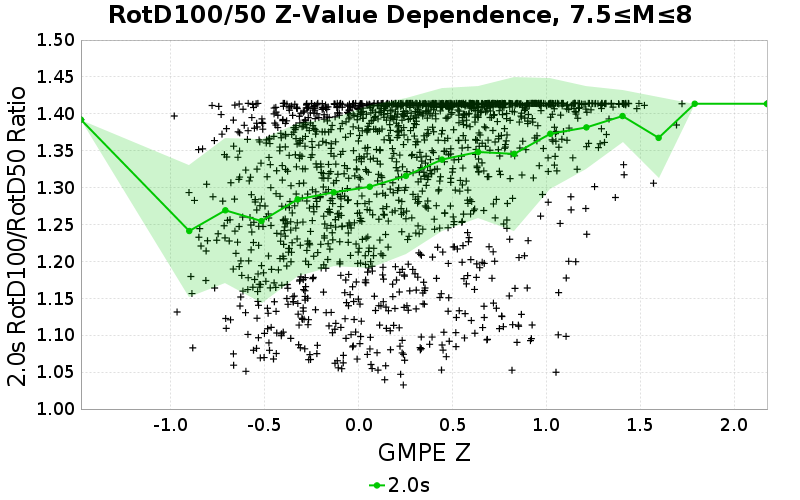 RotD100/50 Z-Value Dependence, 7.5≤M≤8
1.50
1.45
1.40
1.35
1.30
1.25
1.20
1.15
1.10
1.05
1.00
2.0s RotD100/RotD50 Ratio
-1.0 -0.5 0.0 0.5 1.0 1.5 2.0
GMPE Z
2.0s